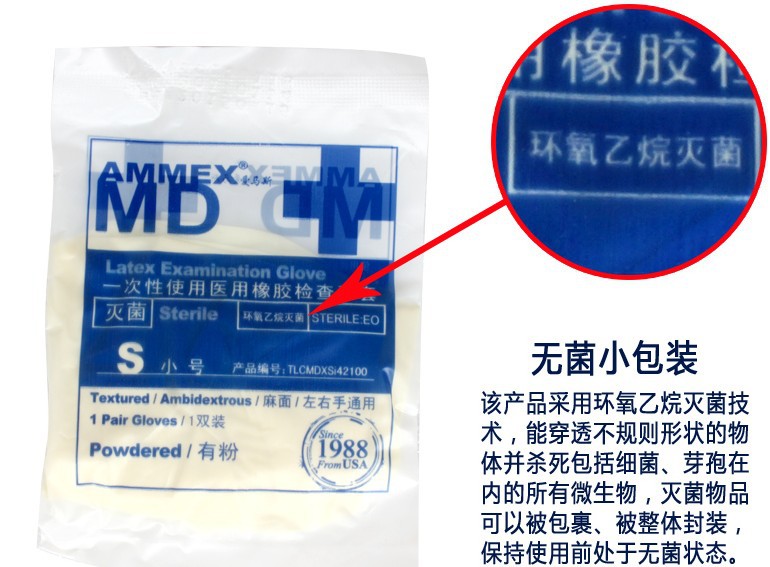 AMMEX® 爱马斯
MD
Latex Examination Glove
一次性使用医用橡胶检查
灭菌 Sterile 环氧乙烷灭菌 STERILE:EO
S 小号 产品编号:TLCMDXSi42100
Textured / Ambidextrous / 麻面 / 左右手通用
1 Pair Gloves / 1双装
Powdered / 有粉
Since
1988
From USA
用橡胶检
环氧乙烷灭菌
无菌小包装
该产品采用环氧乙烷灭菌技
术，能穿透不规则形状的物
体并杀死包括细菌、芽孢在
内的所有微生物，灭菌物品
可以被包裹、被整体封装，
保持使用前处于无菌状态。